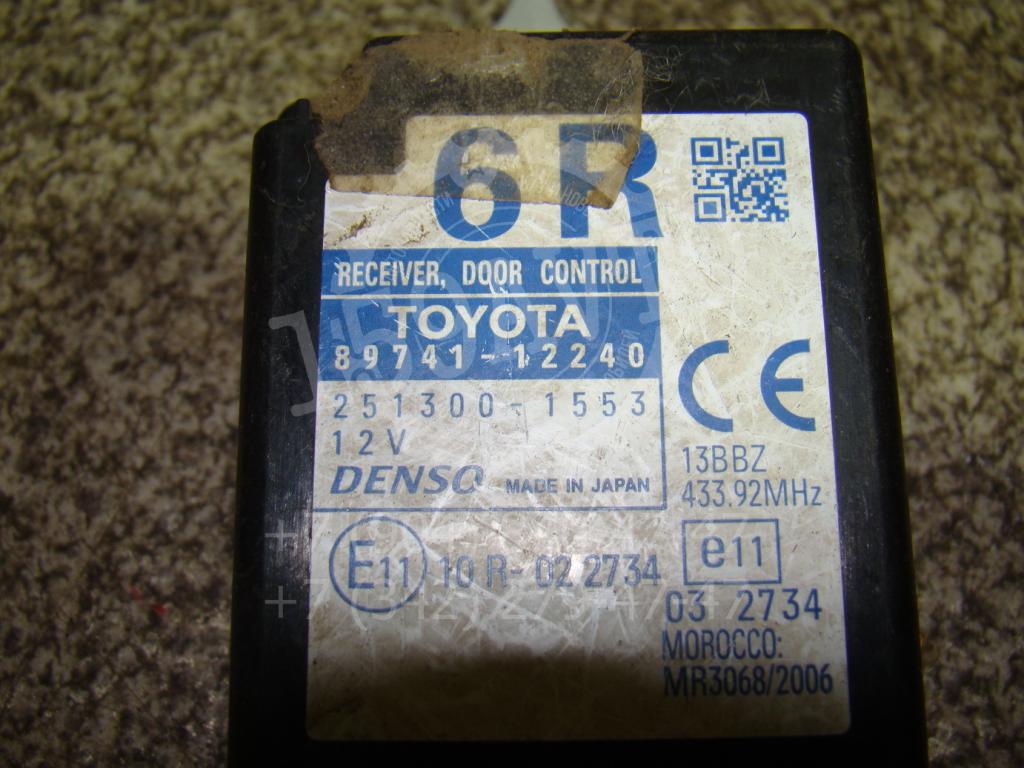 6R
RECEIVER, DOOR CONTROL
TOYOTA
89741-12240
251300-1553
12V
DENSO MADE IN JAPAN
CE
13BBZ
433.92MHz
E11 10 R-02 2734
e11
03 2734
MOROCCO:
MR3068/2006